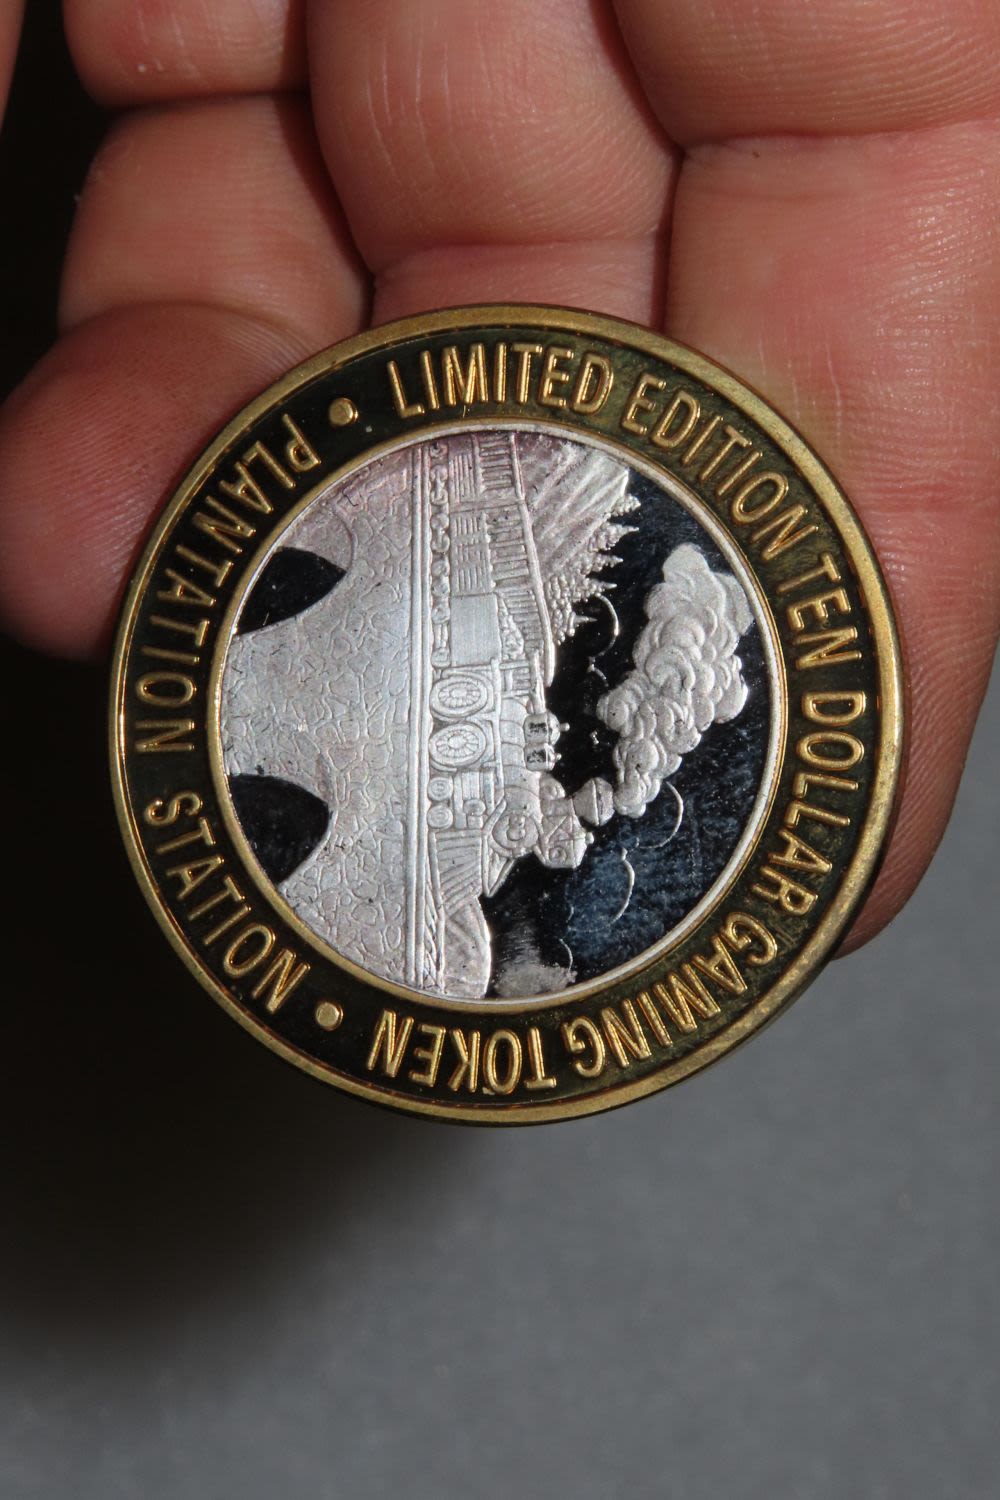 LIMITED EDITION TEN DOLLAR GAMING TOKEN
PLANTATION STATION